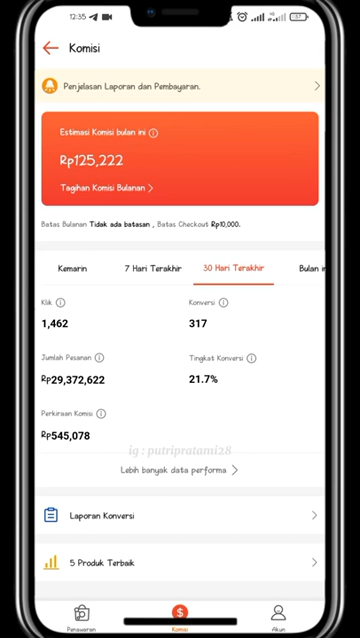 12:35
37
Komisi
Penjelasan Laporan dan Pembayaran.
Estimasi Komisi bulan ini
Rp125,222
Tagihan Komisi Bulanan
Batas Bulanan Tidak ada batasan , Batas Checkout Rp10,000.
Kemarin 7 Hari Terakhir 30 Hari Terakhir Bulan in
Klik Konversi
1,462 317
Jumlah Pesanan Tingkat Konversi
Rp29,372,622 21.7%
Perkiraan Komisi
Rp545,078
ig : putripratami28
Lebih banyak data performa
Laporan Konversi
5 Produk Terbaik
Penawaran Komisi Akun